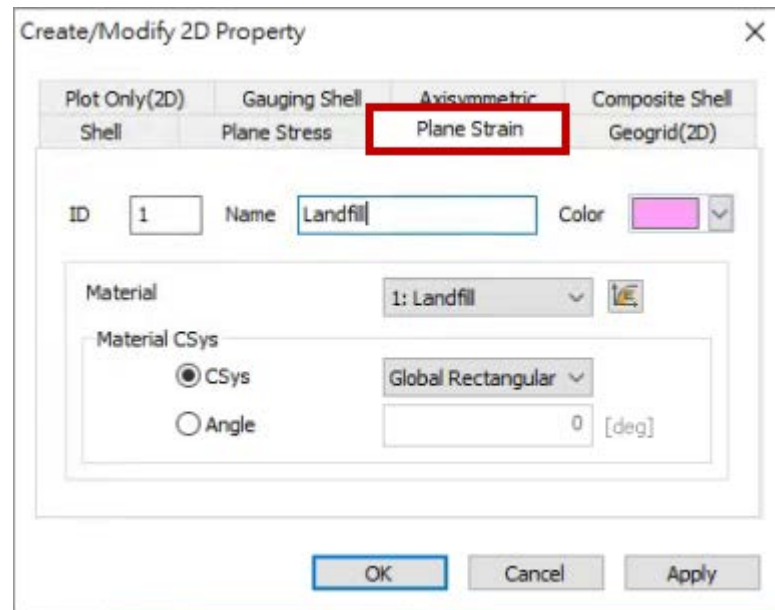 Create/Modify 2D Property
Plot Only(2D) Gauging Shell Axisymmetric Composite Shell
Shell Plane Stress Plane Strain Geogrid(2D)
ID 1 Name Landfill Color
Material 1: Landfill
Material CSys
CSys Global Rectangular
Angle 0 [deg]
OK Cancel Apply